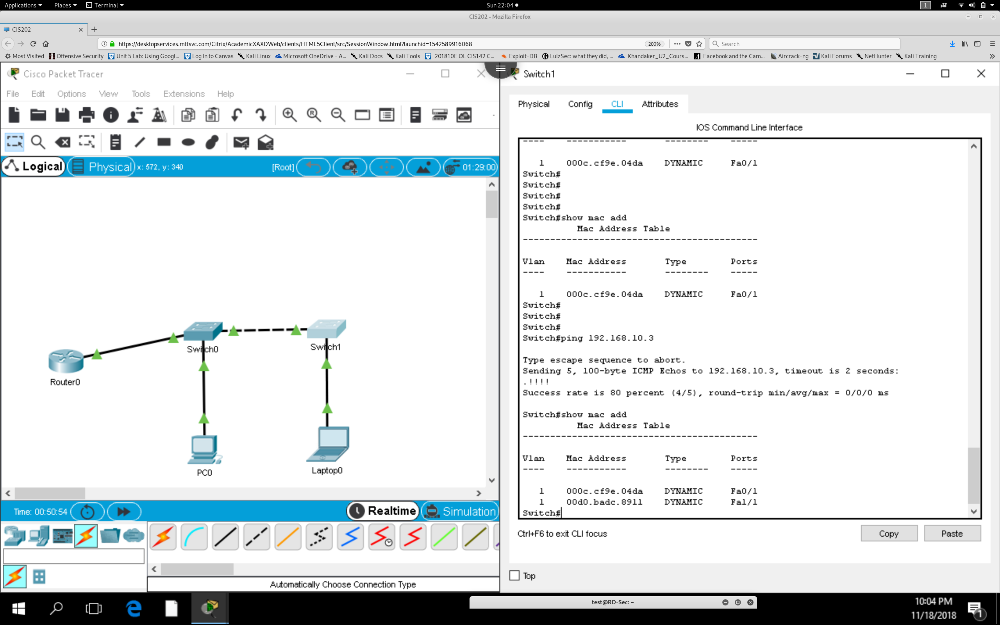 Applications Places Terminal Sun 22:04 1
CIS202 - Mozilla Firefox
CIS202
https://desktopservices.mttsvc.com/Citrix/AcademicXAXDWeb/clients/HTML5Client/src/SessionWindow.html?launchid=1542589916068 200% Search
Most Visited Offensive Security Unit 5 Lab: Using Googl... Log In to Canvas Kali Linux Microsoft OneDrive - A... Kali Docs Kali Tools 201810E OL CIS142 C... Exploit-DB LulzSec: what they did, ... Khandaker_U2_Cours... Facebook and the Cam... Aircrack-ng Kali Forums NetHunter Kali Training
Cisco Packet Tracer
File Edit Options View Tools Extensions Help
Logical Physical x: 572, y: 340 [Root] 01:29:00
Switch0
Switch1
Router0
PC0
Laptop0
Time: 00:50:54 Realtime Simulation
Automatically Choose Connection Type
Switch1
Physical Config CLI Attributes
IOS Command Line Interface
---- ----------- -------- -----
1 000c.cf9e.04da DYNAMIC Fa0/1
Switch#
Switch#
Switch#
Switch#
Switch#show mac add
Mac Address Table
-------------------------------------------
Vlan Mac Address Type Ports
---- ----------- -------- -----
1 000c.cf9e.04da DYNAMIC Fa0/1
Switch#
Switch#
Switch#
Switch#ping 192.168.10.3
Type escape sequence to abort.
Sending 5, 100-byte ICMP Echos to 192.168.10.3, timeout is 2 seconds:
.!!!!
Success rate is 80 percent (4/5), round-trip min/avg/max = 0/0/0 ms
Switch#show mac add
Mac Address Table
-------------------------------------------
Vlan Mac Address Type Ports
---- ----------- -------- -----
1 000c.cf9e.04da DYNAMIC Fa0/1
1 00d0.badc.8911 DYNAMIC Fa1/1
Switch#
Ctrl+F6 to exit CLI focus Copy Paste
Top
test@RD-Sec: ~
10:04 PM
11/18/2018
1